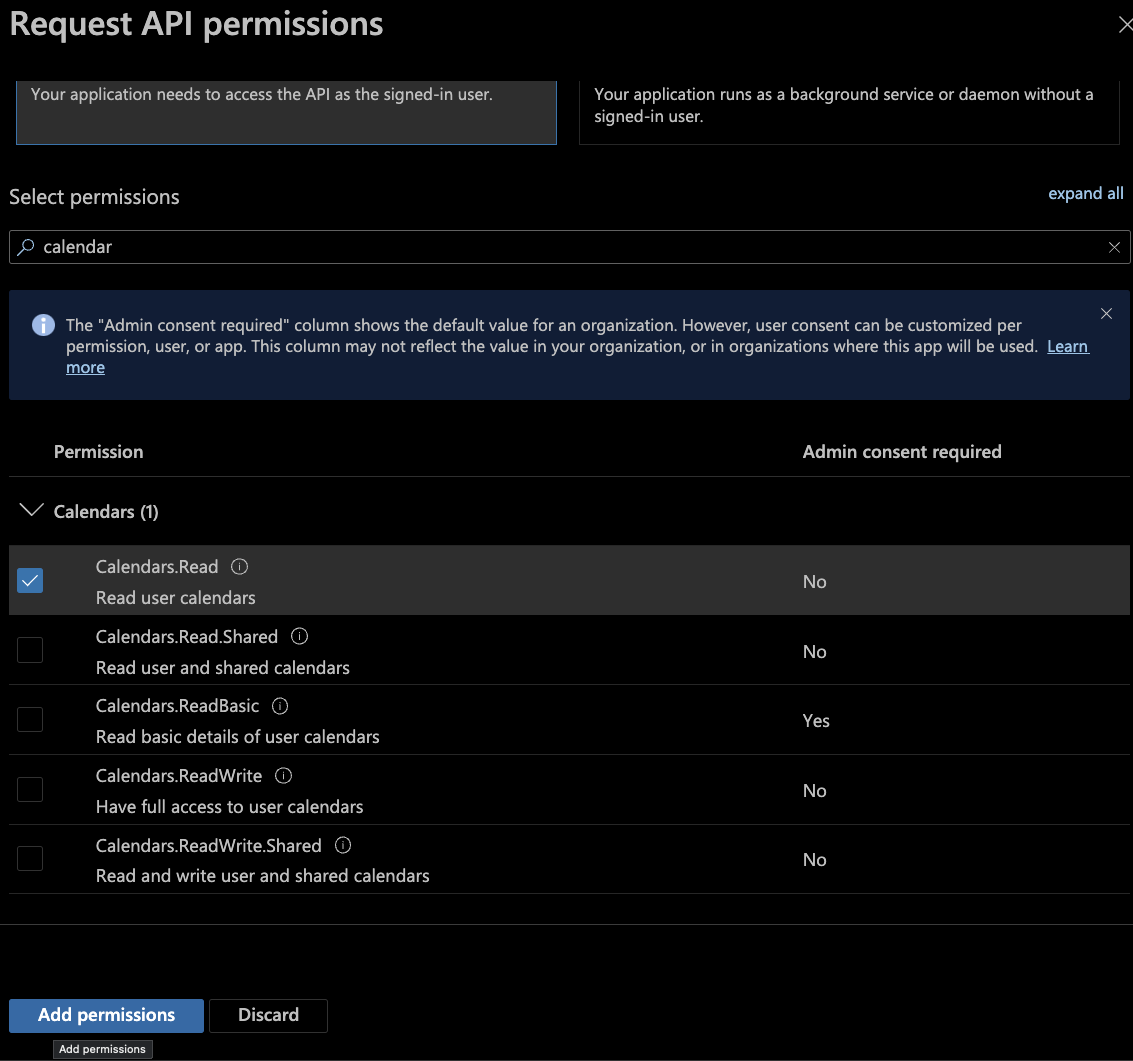 Request API permissions
Your application needs to access the API as the signed-in user.
Your application runs as a background service or daemon without a
signed-in user.
Select permissions
expand all
calendar
The "Admin consent required" column shows the default value for an organization. However, user consent can be customized per
permission, user, or app. This column may not reflect the value in your organization, or in organizations where this app will be used. Learn
more
Permission
Admin consent required
Calendars (1)
Calendars.Read
Read user calendars
No
Calendars.Read.Shared
Read user and shared calendars
No
Calendars.ReadBasic
Read basic details of user calendars
Yes
Calendars.ReadWrite
Have full access to user calendars
No
Calendars.ReadWrite.Shared
Read and write user and shared calendars
No
Add permissions
Discard
Add permissions